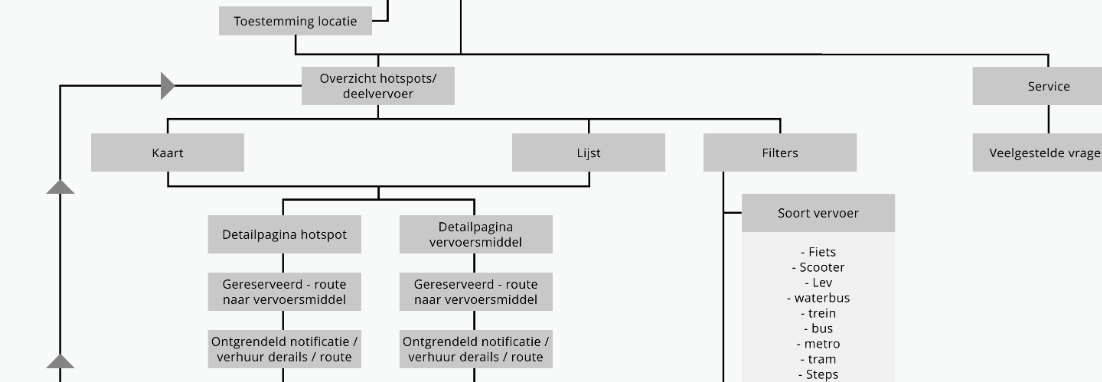 Toestemming locatie
Overzicht hotspots/
deelvervoer
Service
Kaart
Lijst
Filters
Veelgestelde vrage
Soort vervoer
Detailpagina hotspot
Detailpagina
vervoersmiddel
- Fiets
- Scooter
- Lev
- waterbus
- trein
- bus
- metro
- tram
- Steps
Gereserveerd - route
naar vervoersmiddel
Gereserveerd - route
naar vervoersmiddel
Ontgrendeld notificatie /
verhuur derails / route
Ontgrendeld notificatie /
verhuur derails / route